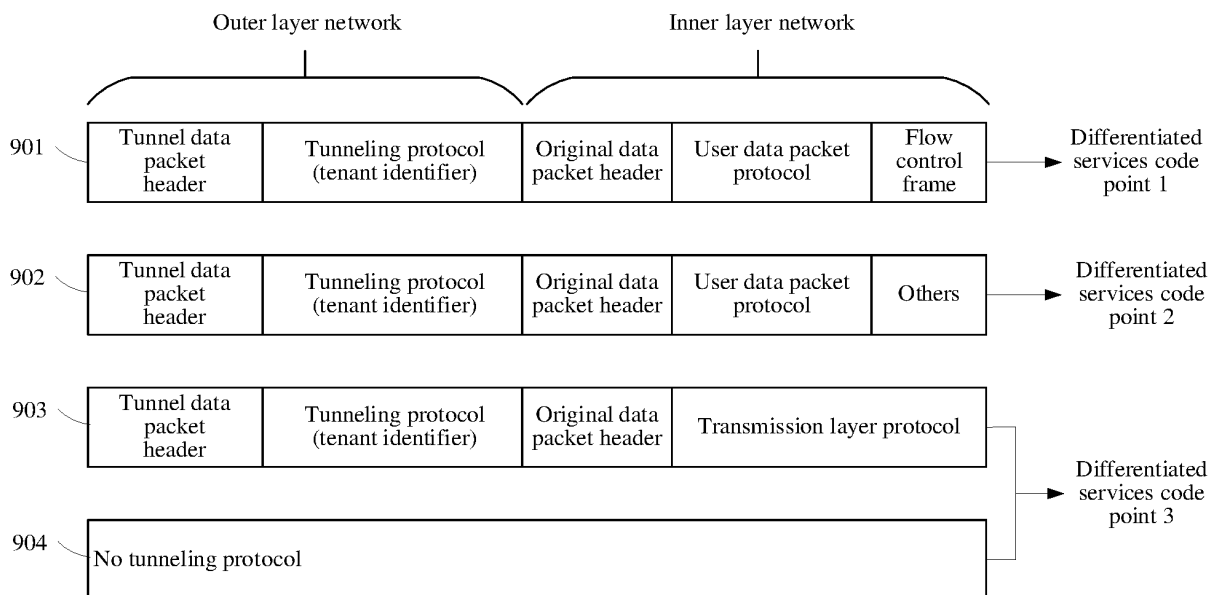 Outer layer network
Inner layer network
901
Tunnel data
packet
header
Tunneling protocol
(tenant identifier)
Original data
packet header
User data packet
protocol
Flow
control
frame
Differentiated
services code
point 1
902
Tunnel data
packet
header
Tunneling protocol
(tenant identifier)
Original data
packet header
User data packet
protocol
Others
Differentiated
services code
point 2
903
Tunnel data
packet
header
Tunneling protocol
(tenant identifier)
Original data
packet header
Transmission layer protocol
Differentiated
services code
point 3
904
No tunneling protocol